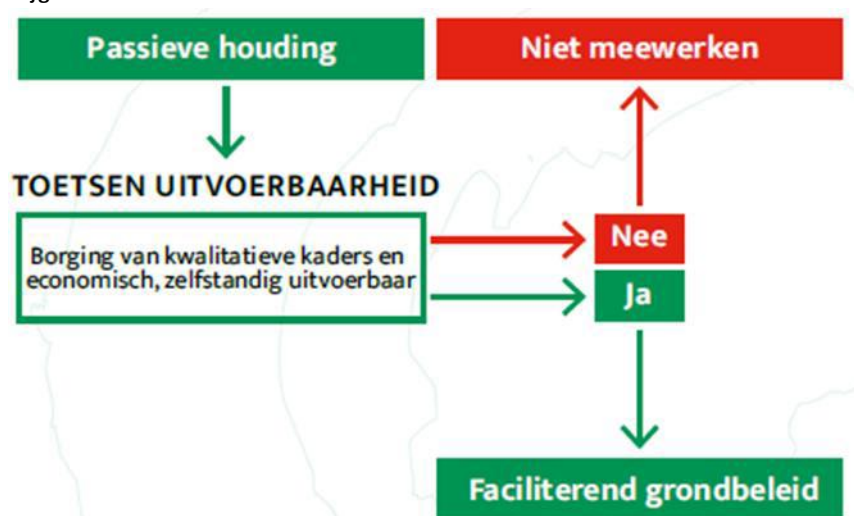 Passieve houding
Niet meewerken
TOETSEN UITVOERBAARHEID
Borging van kwalitatieve kaders en
economisch, zelfstandig uitvoerbaar
Nee
Ja
Faciliterend grondbeleid